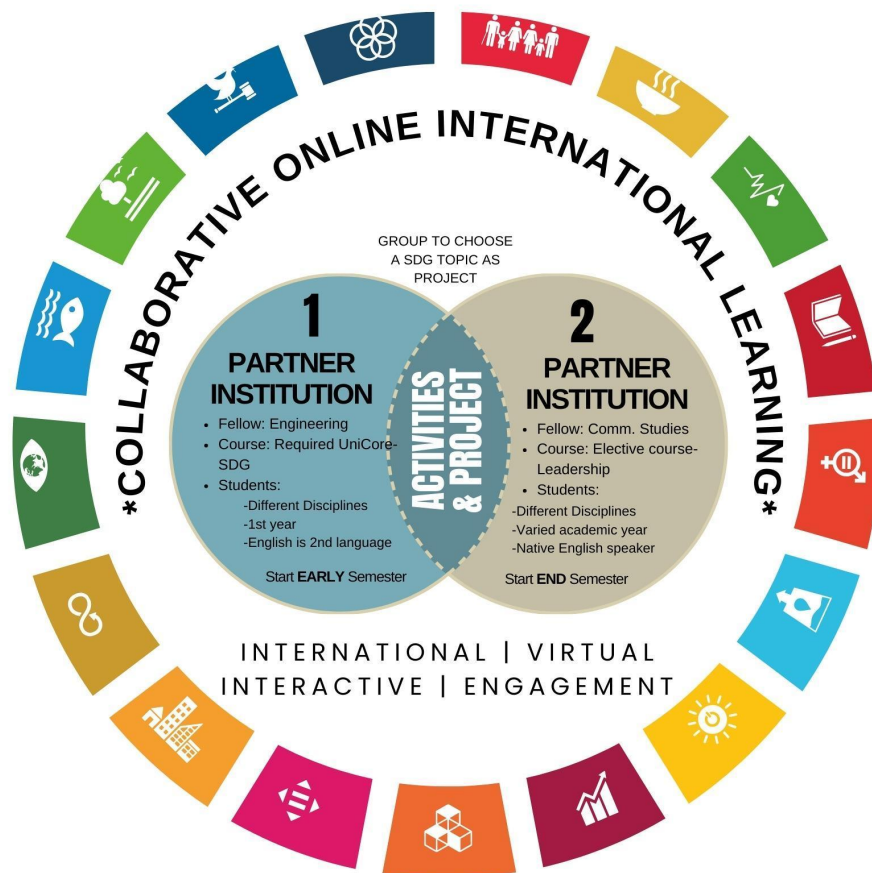 *COLLABORATIVE ONLINE INTERNATIONAL LEARNING*
GROUP TO CHOOSE
A SDG TOPIC AS
PROJECT
1
PARTNER
INSTITUTION
• Fellow: Engineering
• Course: Required UniCore-
SDG
• Students:
-Different Disciplines
-1st year
-English is 2nd language
Start EARLY Semester
ACTIVITIES
& PROJECT
2
PARTNER
INSTITUTION
• Fellow: Comm. Studies
• Course: Elective course-
Leadership
• Students:
-Different Disciplines
-Varied academic year
-Native English speaker
Start END Semester
INTERNATIONAL | VIRTUAL
INTERACTIVE | ENGAGEMENT